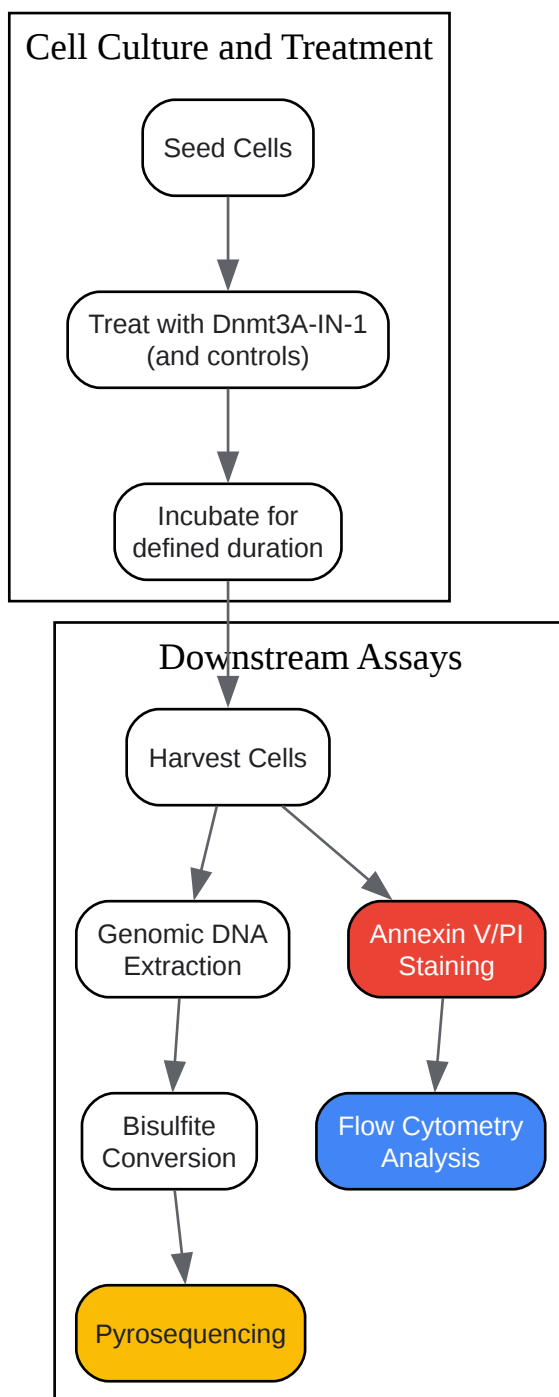 Cell Culture and Treatment
Seed Cells
Treat with Dnmt3A-IN-1
(and controls)
Incubate for
defined duration
Downstream Assays
Harvest Cells
Genomic DNA
Extraction
Annexin V/PI
Staining
Bisulfite
Conversion
Flow Cytometry
Analysis
Pyrosequencing